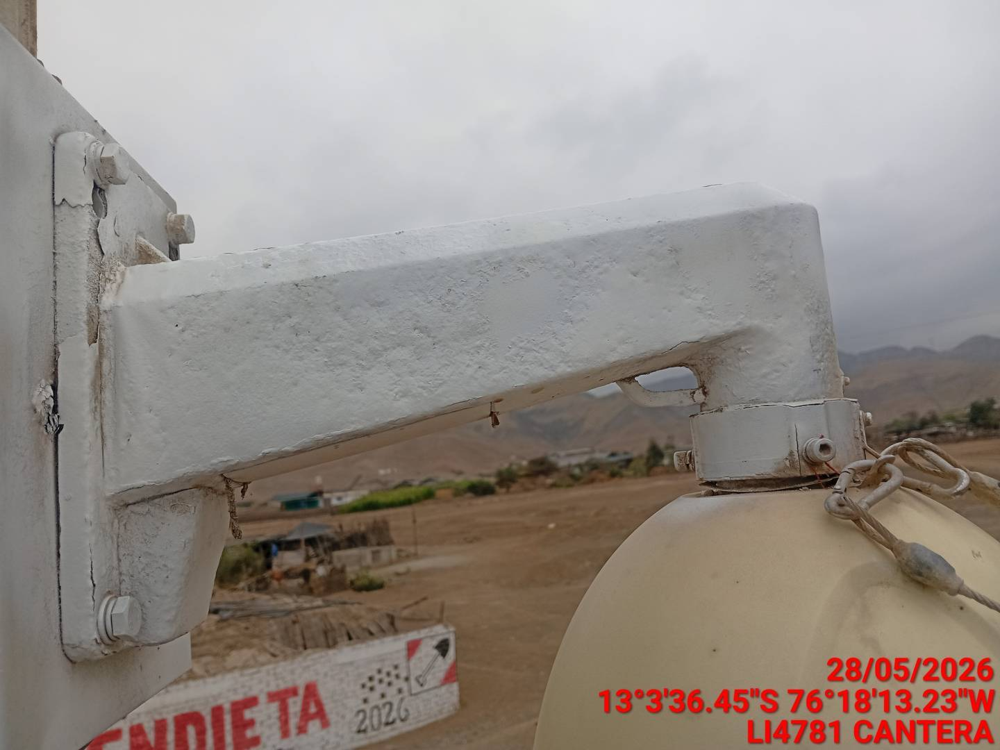 ENDIETA
2026
28/05/2026
13°3'36.45"S 76°18'13.23"W
LI4781 CANTERA